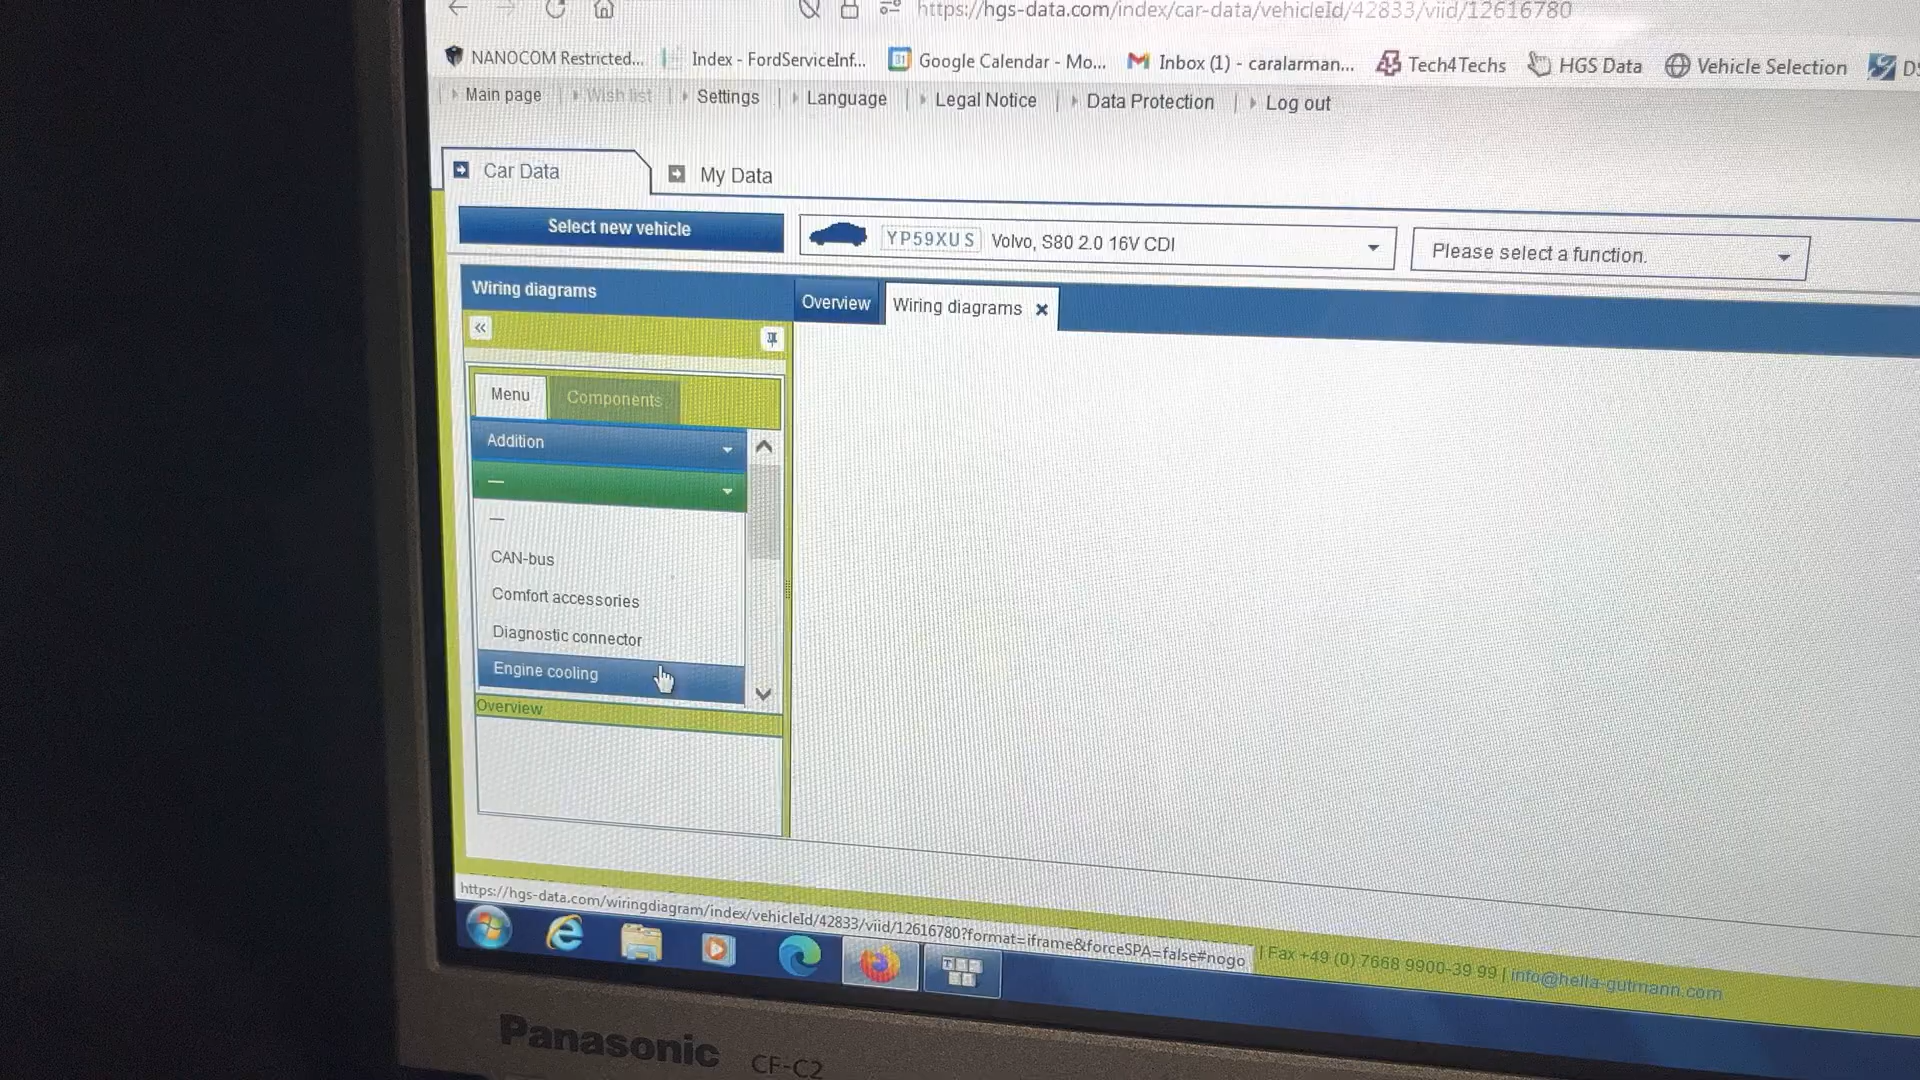 https://hgs-data.com/index/car-data/vehicleId/42833/viid/12616780
NANOCOM Restricted... Index - FordServiceInf... 31 Google Calendar - Mo... Inbox (1) - caralarman... Tech4Techs HGS Data Vehicle Selection
Main page Wish list Settings Language Legal Notice Data Protection Log out
Car Data My Data
Select new vehicle YP59XUS Volvo, S80 2.0 16V CDI Please select a function.
Wiring diagrams Overview Wiring diagrams
Menu Components
Addition
—
—
CAN-bus
Comfort accessories
Diagnostic connector
Engine cooling
Overview
https://hgs-data.com/wiringdiagram/index/vehicleId/42833/viid/12616780?format=iframe&forceSPA=false#nogo | Fax +49 (0) 7668 9900-39 99 | info@hella-gutmann.com
Panasonic CF-C2